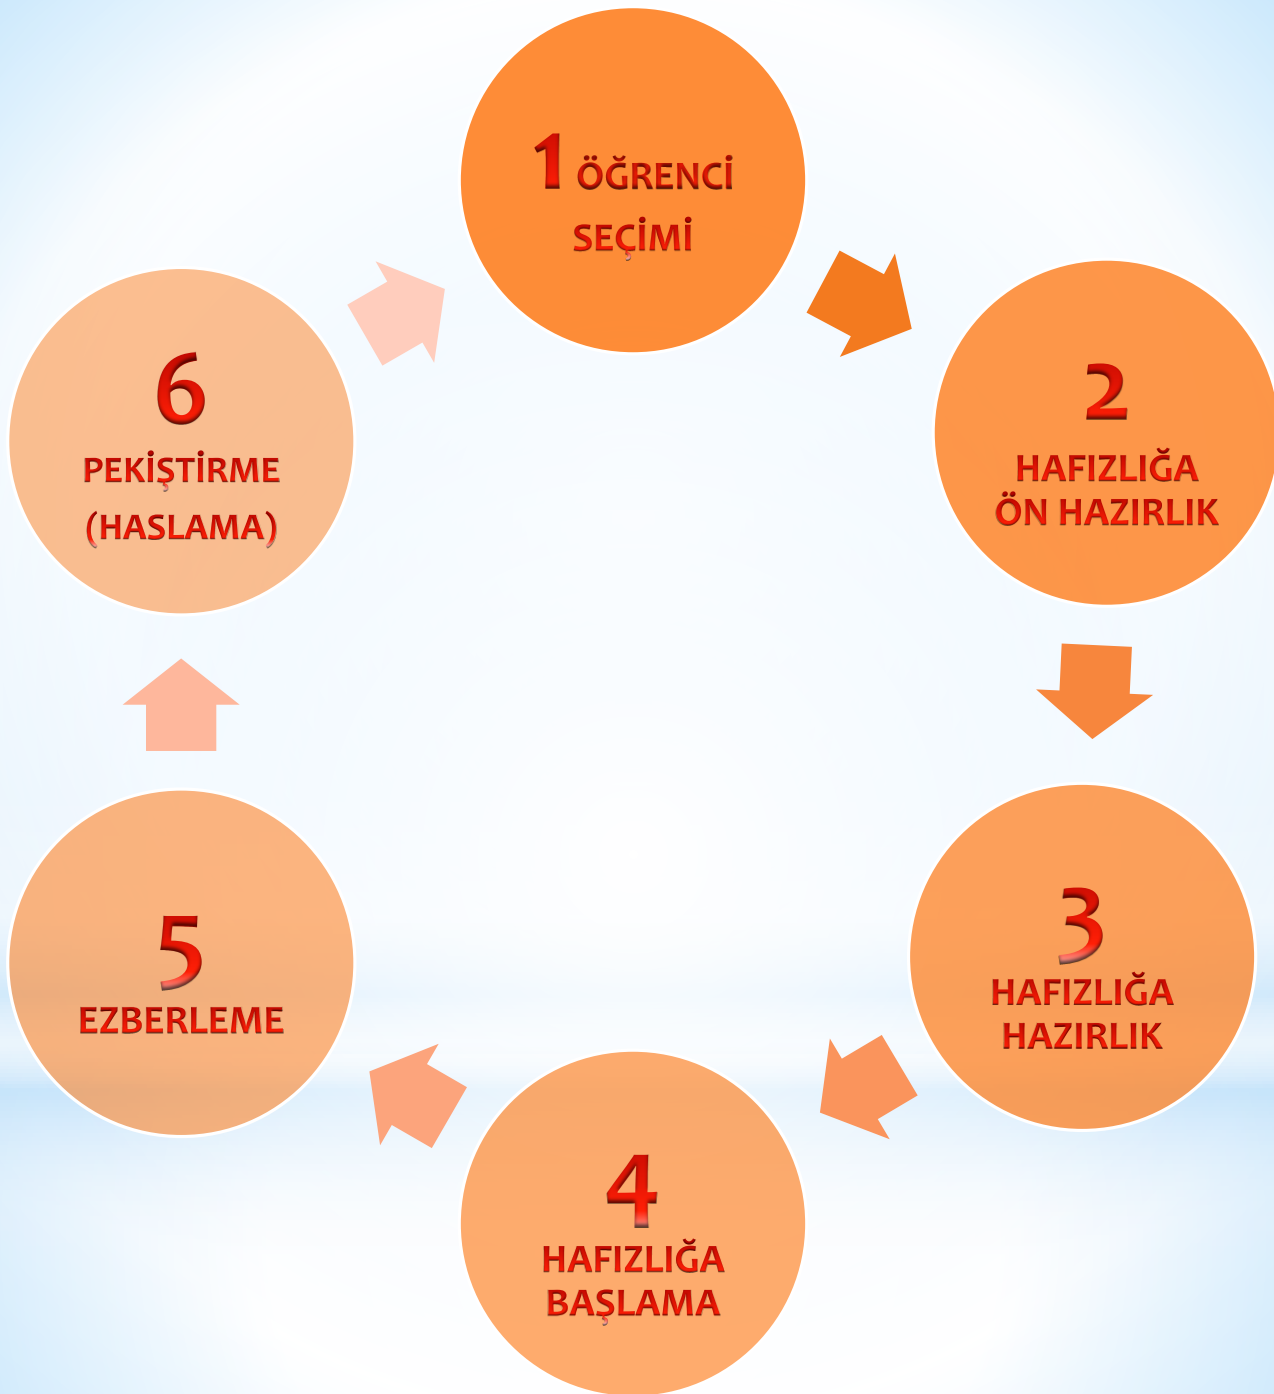 1 ÖĞRENCİ
SEÇİMİ
2
HAFIZLIĞA
ÖN HAZIRLIK
3
HAFIZLIĞA
HAZIRLIK
4
HAFIZLIĞA
BAŞLAMA
5
EZBERLEME
6
PEKİŞTİRME
(HASLAMA)